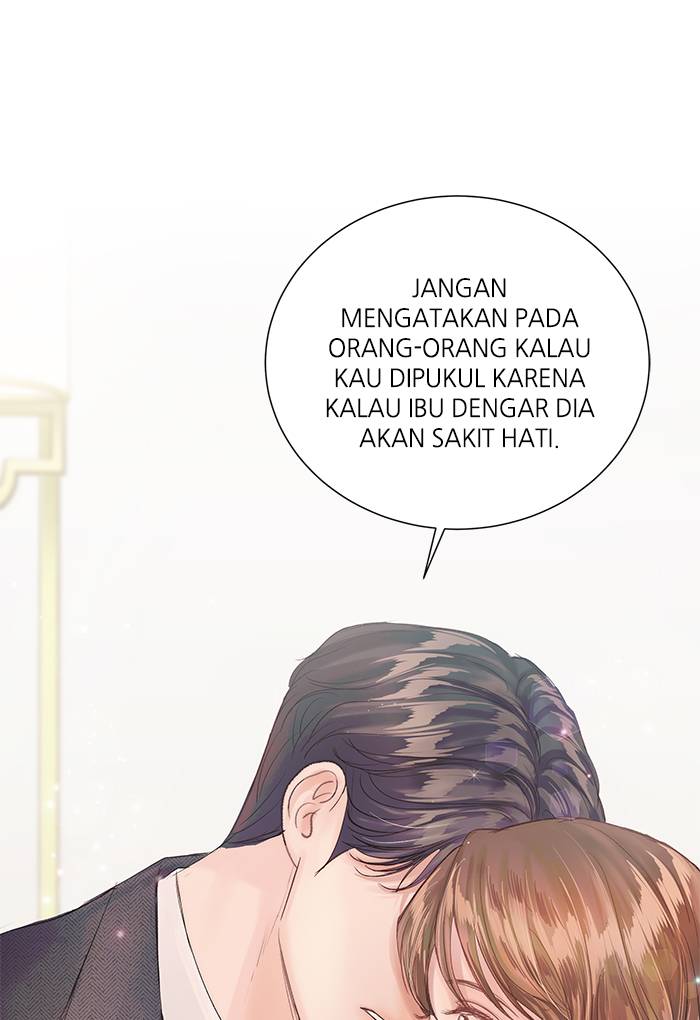 JANGAN
MENGATAKAN PADA
ORANG-ORANG KALAU
KAU DIPUKUL KARENA
KALAU IBU DENGAR DIA
AKAN SAKIT HATI.